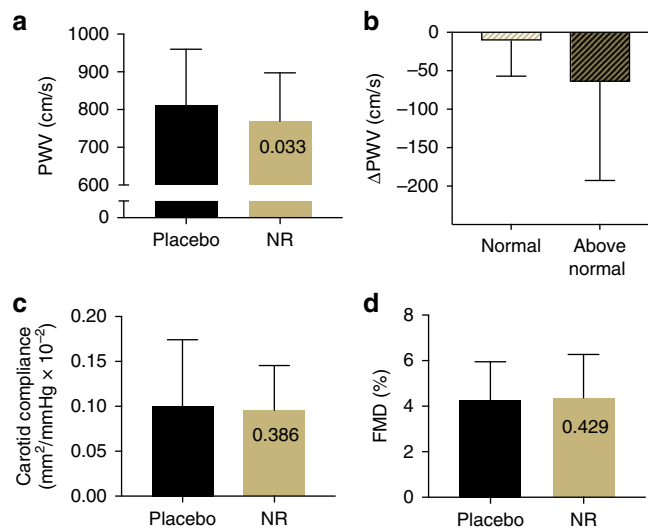 a
PWV (cm/s)
1000
900
800
700
600
0
0.033
Placebo
NR
b
ΔPWV (cm/s)
0
−50
−100
−150
−200
Normal
Above
normal
c
Carotid compliance
(mm²/mmHg × 10⁻²)
0.20
0.15
0.10
0.05
0.00
0.386
Placebo
NR
d
FMD (%)
8
6
4
2
0
0.429
Placebo
NR